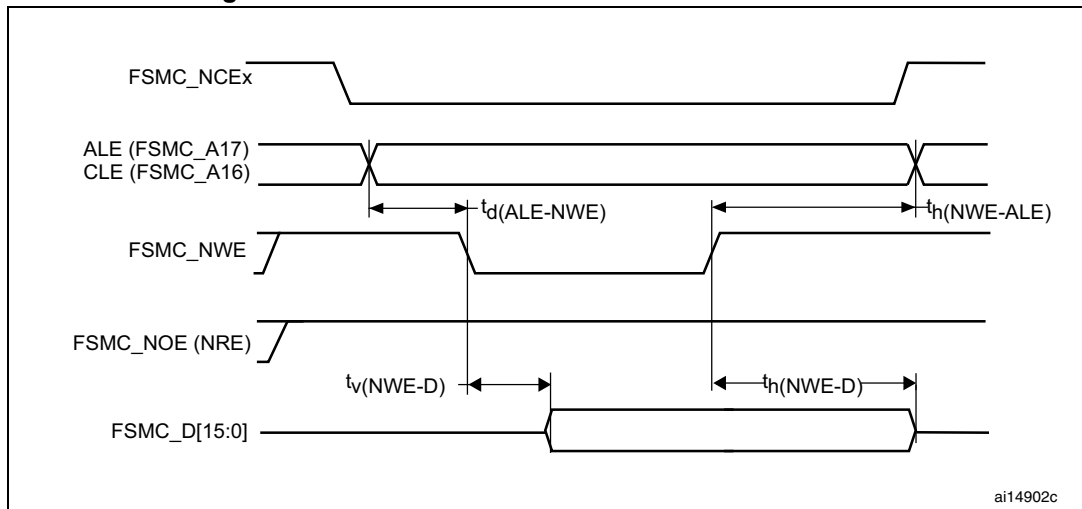 FSMC_NCEx
ALE (FSMC_A17)
CLE (FSMC_A16)
td(ALE-NWE)
th(NWE-ALE)
FSMC_NWE
FSMC_NOE (NRE)
tv(NWE-D)
th(NWE-D)
FSMC_D[15:0]
ai14902c